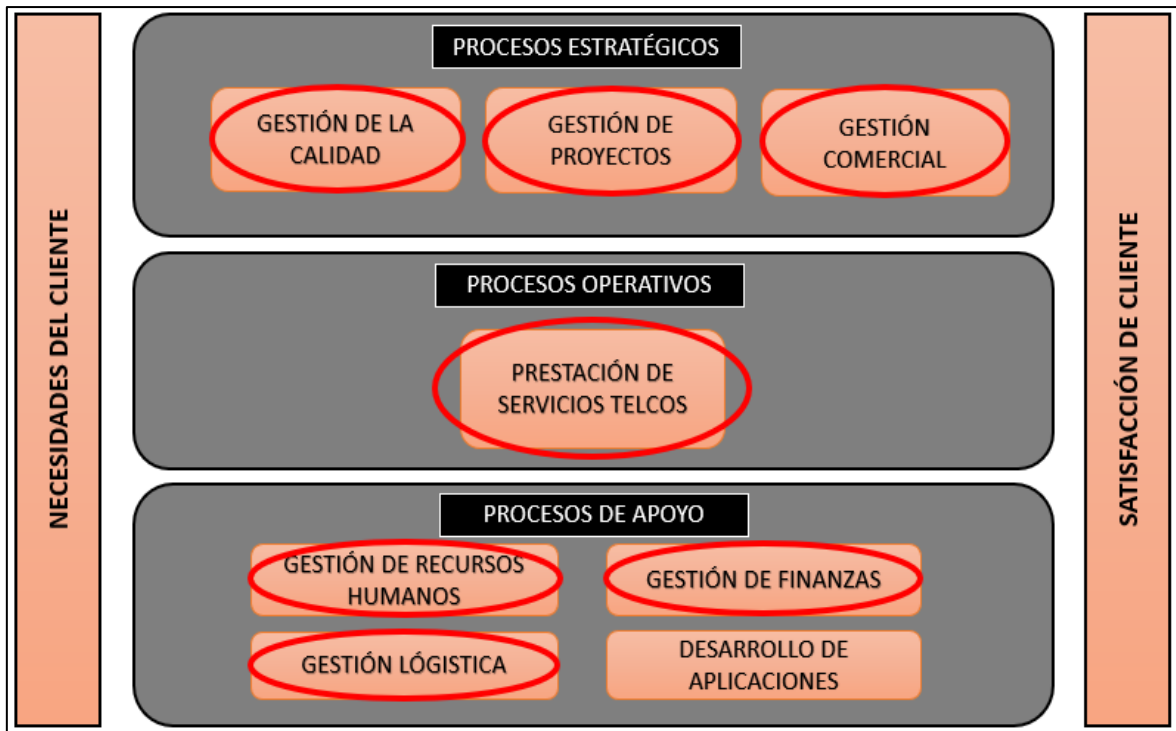 NECESIDADES DEL CLIENTE
PROCESOS ESTRATÉGICOS
GESTIÓN DE LA
CALIDAD
GESTIÓN DE
PROYECTOS
GESTIÓN
COMERCIAL
PROCESOS OPERATIVOS
PRESTACIÓN DE
SERVICIOS TELCOS
PROCESOS DE APOYO
GESTIÓN DE RECURSOS
HUMANOS
GESTIÓN DE FINANZAS
GESTIÓN LÓGISTICA
DESARROLLO DE
APLICACIONES
SATISFACCIÓN DE CLIENTE